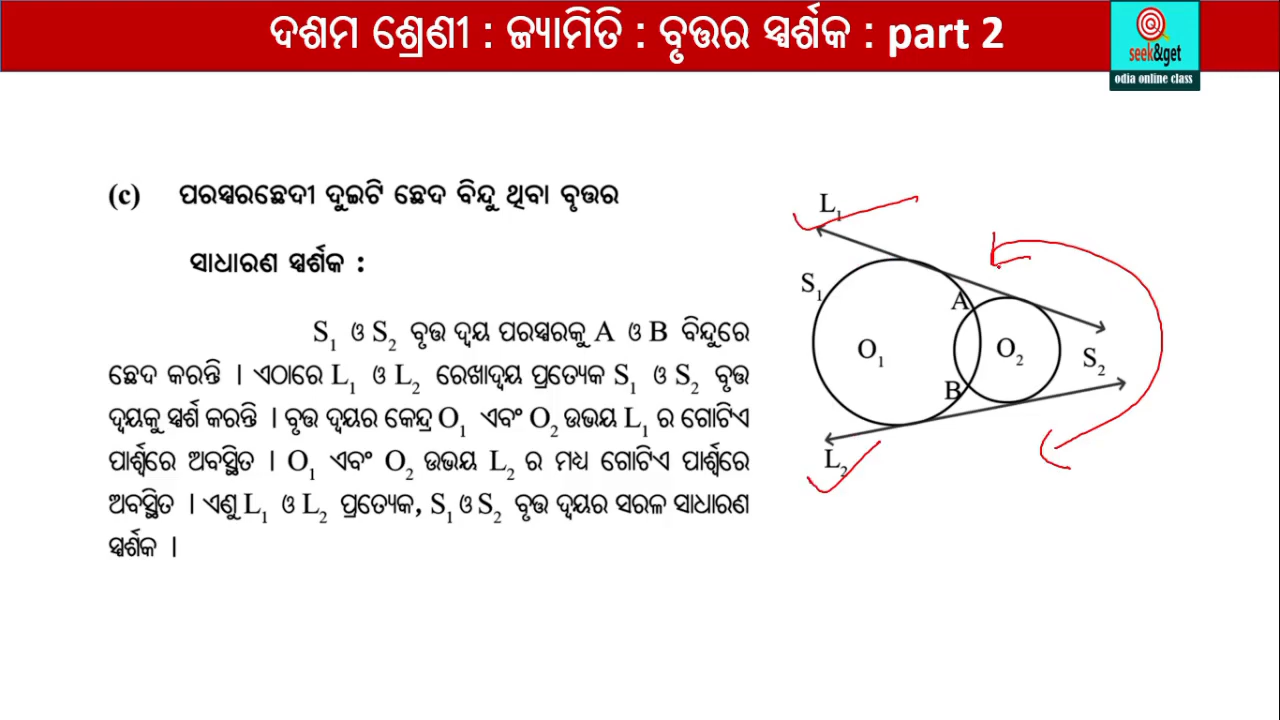 ଦଶମ ଶ୍ରେଣୀ : ଜ୍ୟାମିତି : ବୃତ୍ତର ସ୍ପର୍ଶକ : part 2
seek&get
odia online class
(c) ପରସ୍ପରଛେଦୀ ଦୁଇଟି ଛେଦ ବିନ୍ଦୁ ଥିବା ବୃତ୍ତର
ସାଧାରଣ ସ୍ପର୍ଶକ :
S₁ ଓ S₂ ବୃତ୍ତ ଦ୍ୱୟ ପରସ୍ପରକୁ A ଓ B ବିନ୍ଦୁରେ
ଛେଦ କରନ୍ତି । ଏଠାରେ L₁ ଓ L₂ ରେଖାଦ୍ୱୟ ପ୍ରତ୍ୟେକ S₁ ଓ S₂ ବୃତ୍ତ
ଦ୍ୱୟକୁ ସ୍ପର୍ଶ କରନ୍ତି । ବୃତ୍ତ ଦ୍ୱୟର କେନ୍ଦ୍ର O₁ ଏବଂ O₂ ଉଭୟ L₁ ର ଗୋଟିଏ
ପାର୍ଶ୍ୱରେ ଅବସ୍ଥିତ । O₁ ଏବଂ O₂ ଉଭୟ L₂ ର ମଧ୍ୟ ଗୋଟିଏ ପାର୍ଶ୍ୱରେ
ଅବସ୍ଥିତ । ଏଣୁ L₁ ଓ L₂ ପ୍ରତ୍ୟେକ, S₁ ଓ S₂ ବୃତ୍ତ ଦ୍ୱୟର ସରଳ ସାଧାରଣ
ସ୍ପର୍ଶକ ।
L₁
S₁
A
O₁
O₂
S₂
B
L₂